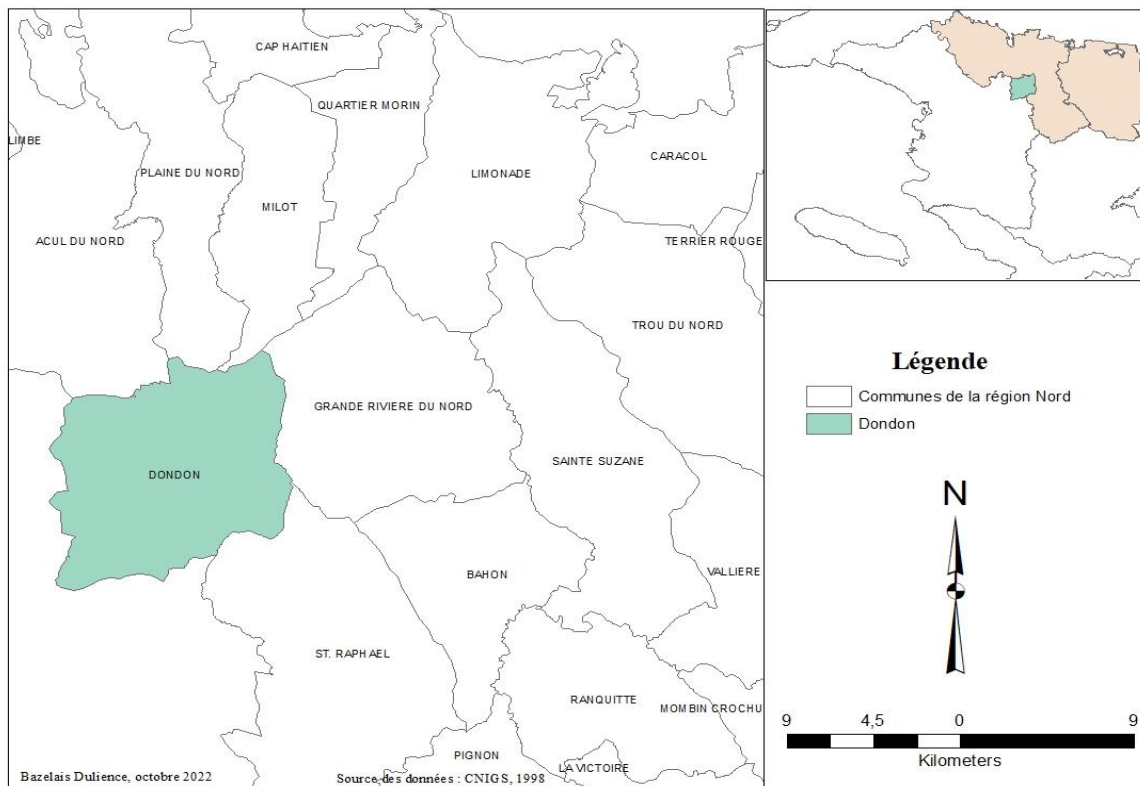 CAP HAITIEN
QUARTIER MORIN
LIMBE
PLAINE DU NORD
CARACOL
LIMONADE
MILOT
ACUL DU NORD
TERRIER ROUGE
TROU DU NORD
GRANDE RIVIERE DU NORD
SAINTE SUZANE
DONDON
BAHON
VALLIERE
ST. RAPHAEL
RANQUITTE
MOMBIN CROCHU
PIGNON
LA VICTOIRE
Bazelais Dulience, octobre 2022
Source des données : CNIGS, 1998
Légende
Communes de la région Nord
Dondon
N
9 4,5 0 9
Kilometers